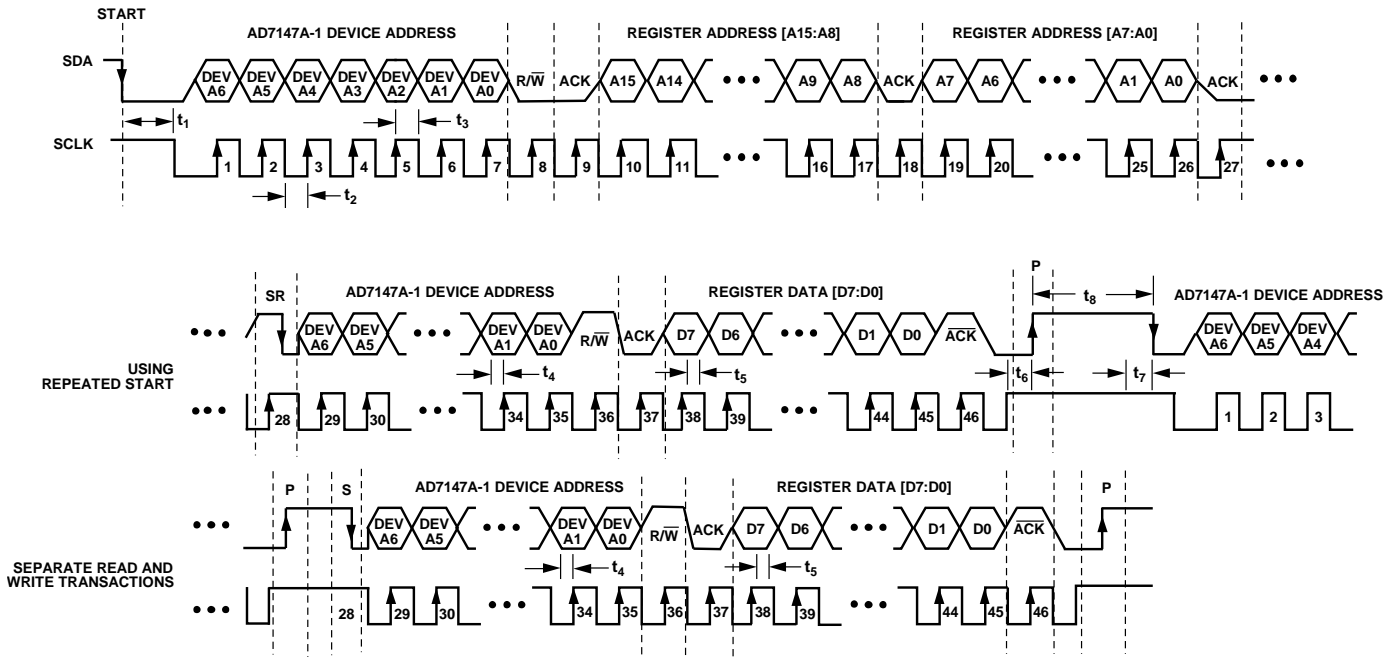 START
AD7147A-1 DEVICE ADDRESS REGISTER ADDRESS [A15:A8] REGISTER ADDRESS [A7:A0]
SDA DEV A6 DEV A5 DEV A4 DEV A3 DEV A2 DEV A1 DEV A0 R/W̅ ACK A15 A14 A9 A8 ACK A7 A6 A1 A0 ACK
t1 t3
SCLK 1 2 3 4 5 6 7 8 9 10 11 16 17 18 19 20 25 26 27
t2
P
SR AD7147A-1 DEVICE ADDRESS REGISTER DATA [D7:D0] t8 AD7147A-1 DEVICE ADDRESS
DEV A6 DEV A5 DEV A1 DEV A0 R/W̅ ACK D7 D6 D1 D0 A̅C̅K̅ DEV A6 DEV A5 DEV A4
USING
REPEATED START
t4 t5 t6 t7
28 29 30 34 35 36 37 38 39 44 45 46 1 2 3
P S AD7147A-1 DEVICE ADDRESS REGISTER DATA [D7:D0] P
DEV A6 DEV A5 DEV A1 DEV A0 R/W̅ ACK D7 D6 D1 D0 A̅C̅K̅
SEPARATE READ AND
WRITE TRANSACTIONS
t4 t5
28 29 30 34 35 36 37 38 39 44 45 46